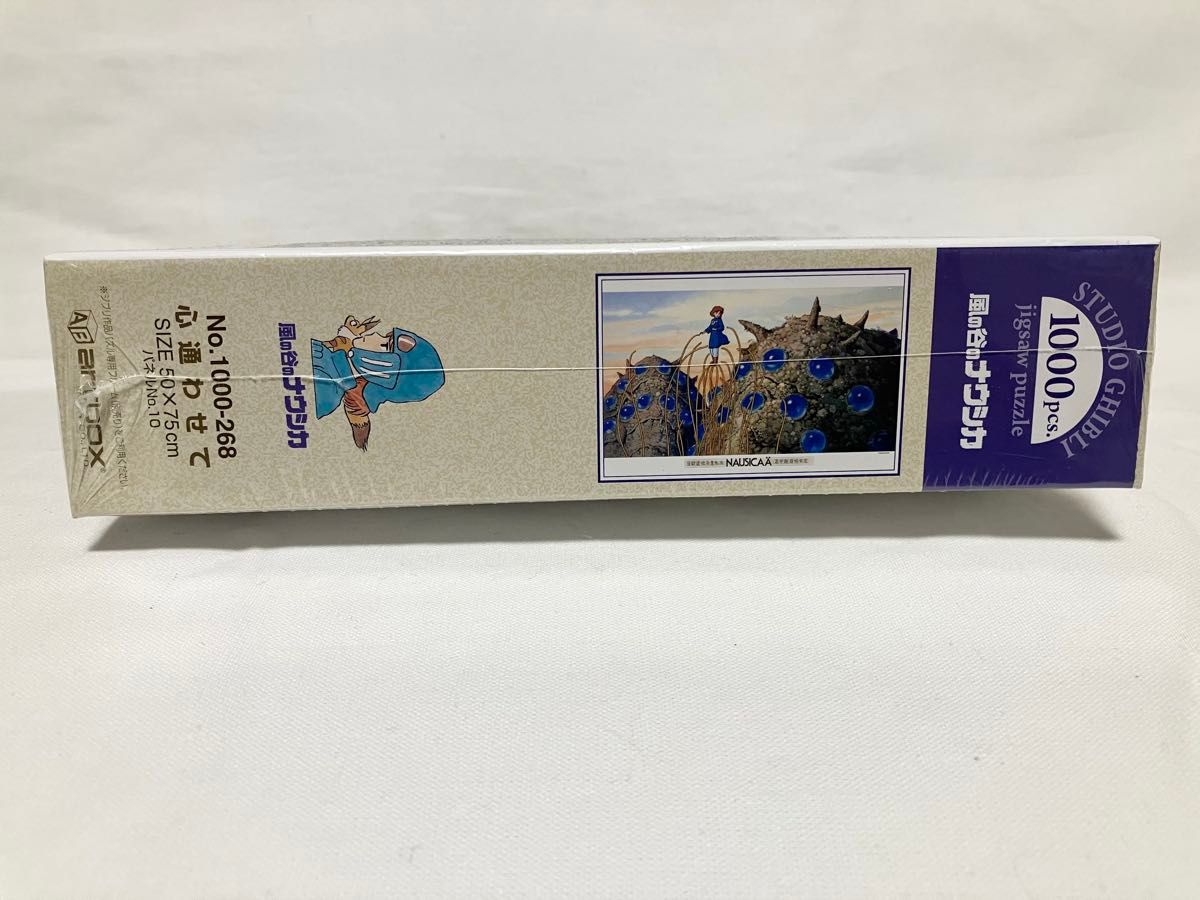 STUDIO GHIBLI
1000pcs.
jigsaw puzzle
風の谷のナウシカ
NAUSICAÄ
風の谷のナウシカ
No.1000-268
心通わせて
SIZE 50×75cm
パネルNo.10